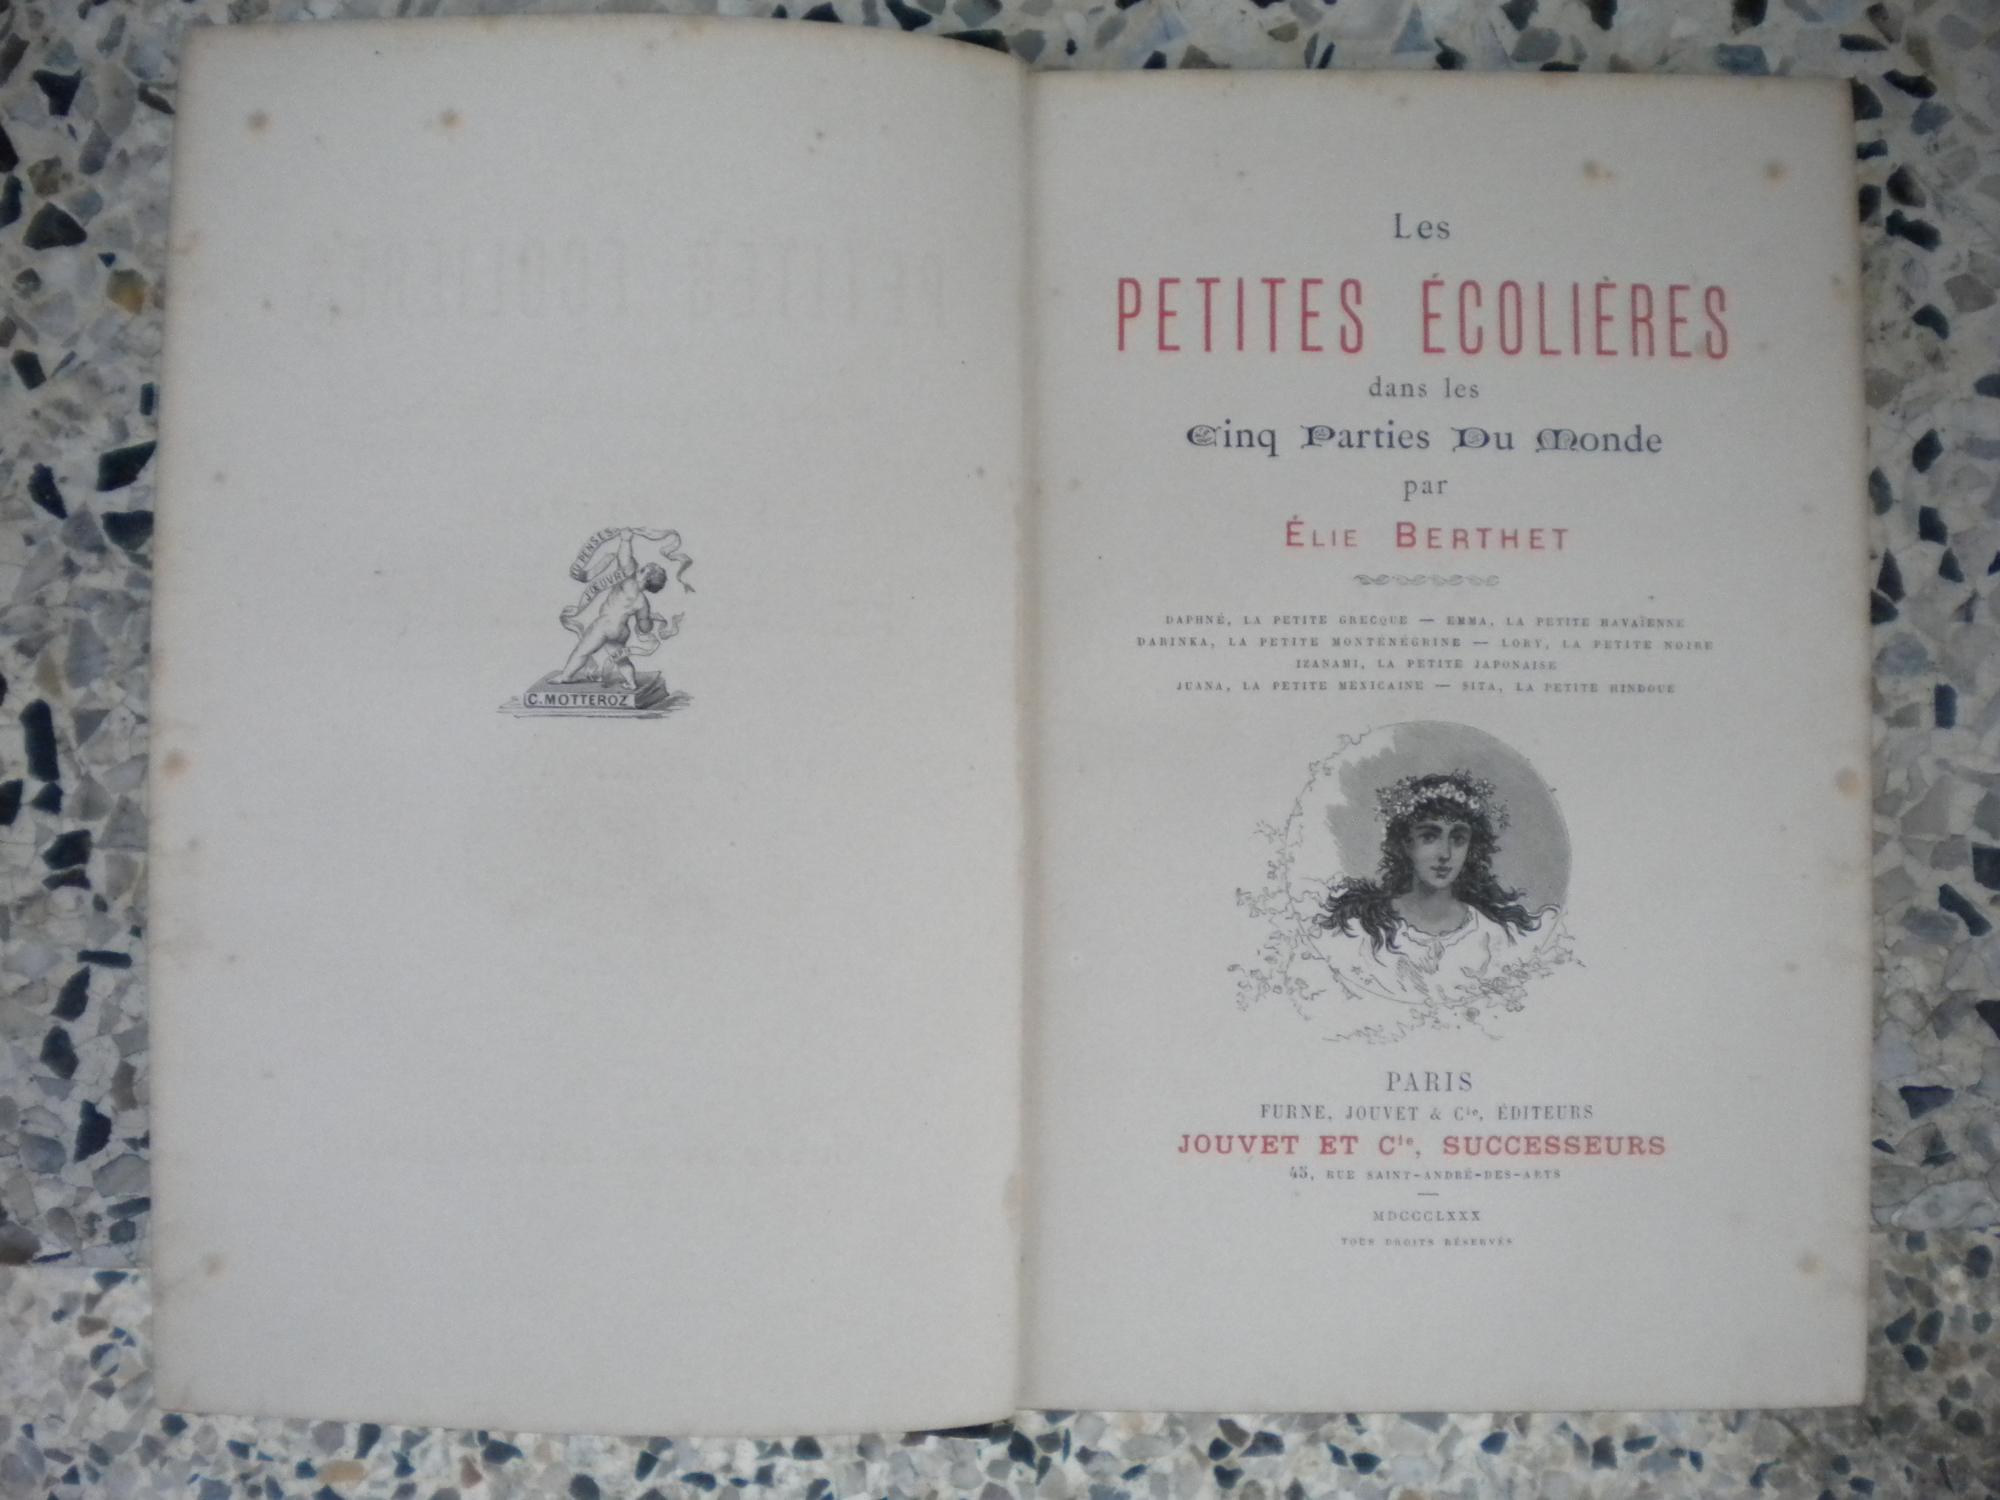 TU PENSES
J'ŒUVRE
C. MOTTEROZ
Les
PETITES ÉCOLIÈRES
dans les
Cinq Parties Du Monde
par
ÉLIE BERTHET
DAPHNÉ, LA PETITE GRECQUE — EMMA, LA PETITE HAVAÏENNE
DARINKA, LA PETITE MONTÉNÉGRINE — LORY, LA PETITE NOIRE
IZANAMI, LA PETITE JAPONAISE
JUANA, LA PETITE MEXICAINE — SITA, LA PETITE HINDOUE
PARIS
FURNE, JOUVET & Cie, ÉDITEURS
JOUVET ET Cie, SUCCESSEURS
45, RUE SAINT-ANDRÉ-DES-ARTS
MDCCCLXXX
TOUS DROITS RÉSERVÉS